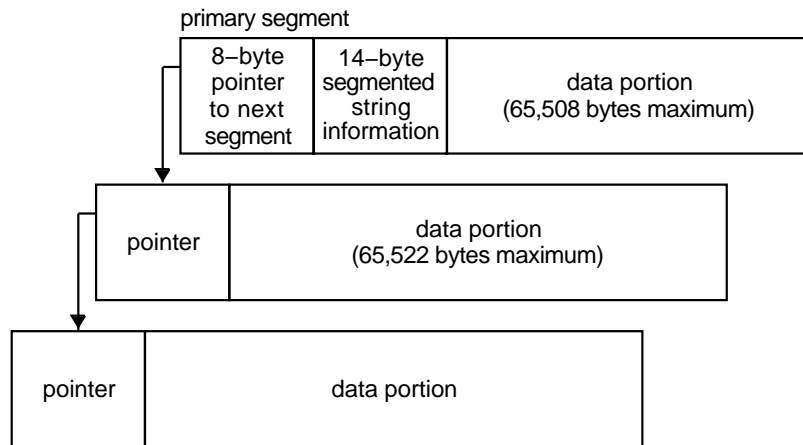 primary segment
8−byte
pointer
to next
segment
14−byte
segmented
string
information
data portion
(65,508 bytes maximum)
pointer
data portion
(65,522 bytes maximum)
pointer
data portion